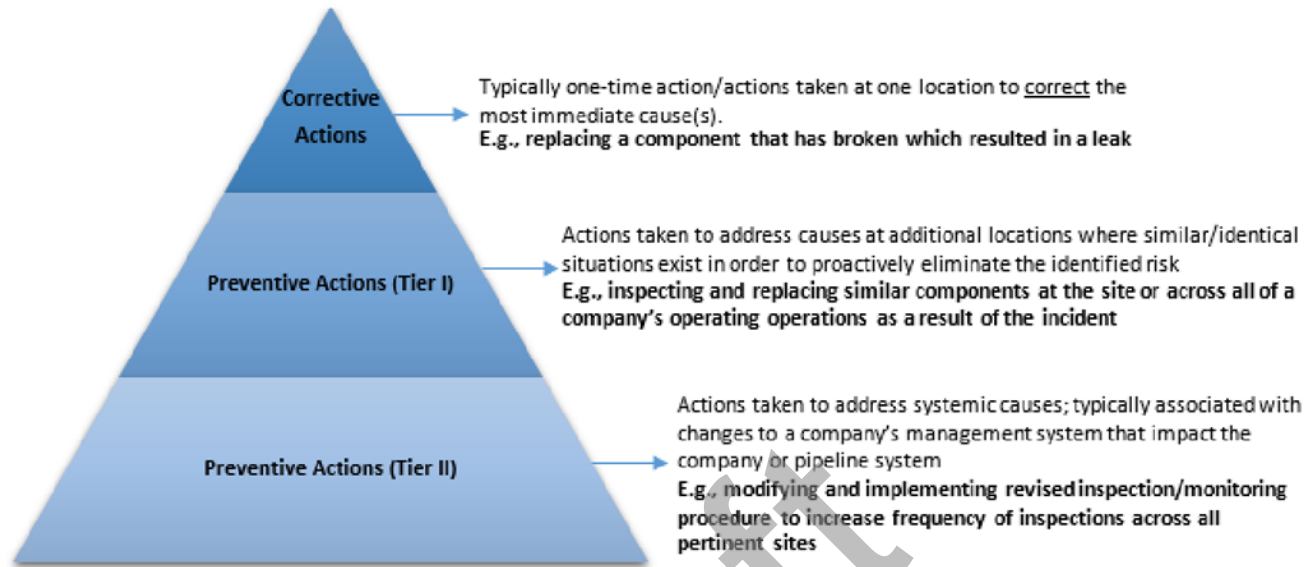 Corrective
Actions
Typically one-time action/actions taken at one location to correct the
most immediate cause(s).
E.g., replacing a component that has broken which resulted in a leak
Preventive Actions (Tier I)
Actions taken to address causes at additional locations where similar/identical
situations exist in order to proactively eliminate the identified risk
E.g., inspecting and replacing similar components at the site or across all of a
company's operating operations as a result of the incident
Preventive Actions (Tier II)
Actions taken to address systemic causes; typically associated with
changes to a company's management system that impact the
company or pipeline system
E.g., modifying and implementing revised inspection/monitoring
procedure to increase frequency of inspections across all
pertinent sites
ft